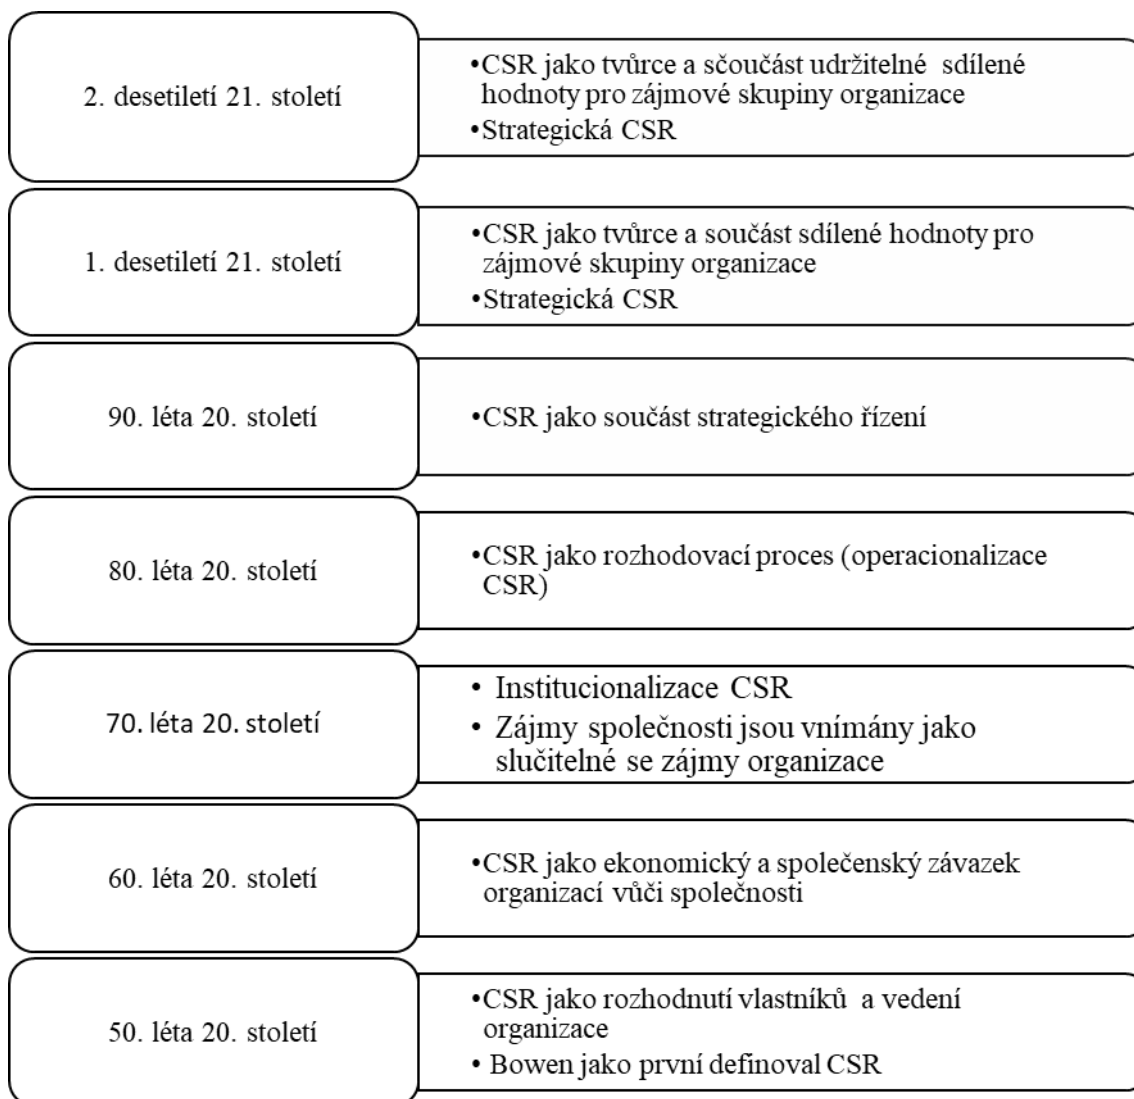 2. desetiletí 21. století
•CSR jako tvůrce a sčoučást udržitelné sdílené
hodnoty pro zájmové skupiny organizace
•Strategická CSR
1. desetiletí 21. století
•CSR jako tvůrce a součást sdílené hodnoty pro
zájmové skupiny organizace
•Strategická CSR
90. léta 20. století
•CSR jako součást strategického řízení
80. léta 20. století
•CSR jako rozhodovací proces (operacionalizace
CSR)
70. léta 20. století
• Institucionalizace CSR
• Zájmy společnosti jsou vnímány jako
slučitelné se zájmy organizace
60. léta 20. století
•CSR jako ekonomický a společenský závazek
organizací vůči společnosti
50. léta 20. století
•CSR jako rozhodnutí vlastníků a vedení
organizace
• Bowen jako první definoval CSR